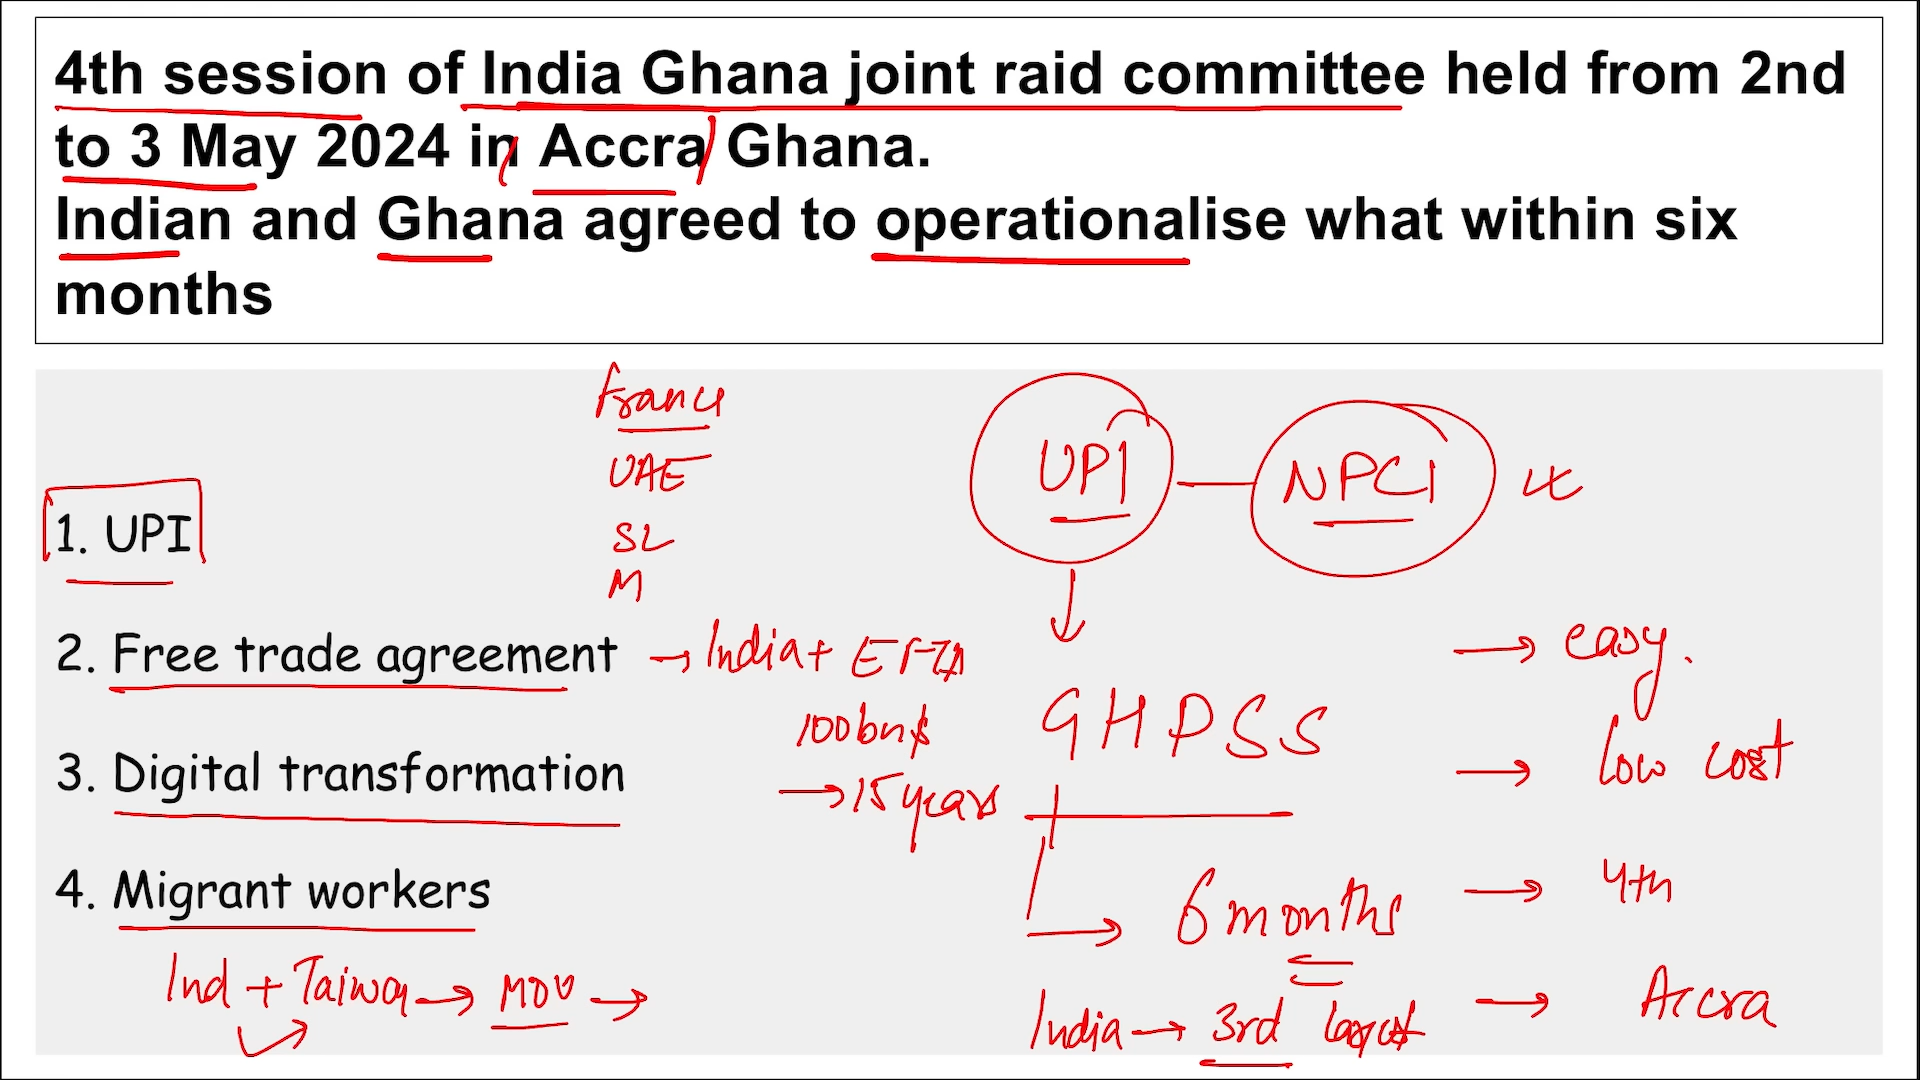 4th session of India Ghana joint raid committee held from 2nd
to 3 May 2024 in Accra Ghana.
Indian and Ghana agreed to operationalise what within six
months
France
UAE
SL
M
UPI
NPCI
1. UPI
2. Free trade agreement
→ India + EFTA
100bn$
→ 15 years
3. Digital transformation
4. Migrant workers
Ind + Taiwan → MOU →
GHPSS
→ 6 months
India → 3rd largest
→ easy.
→ low cost
→ 4th
→ Accra